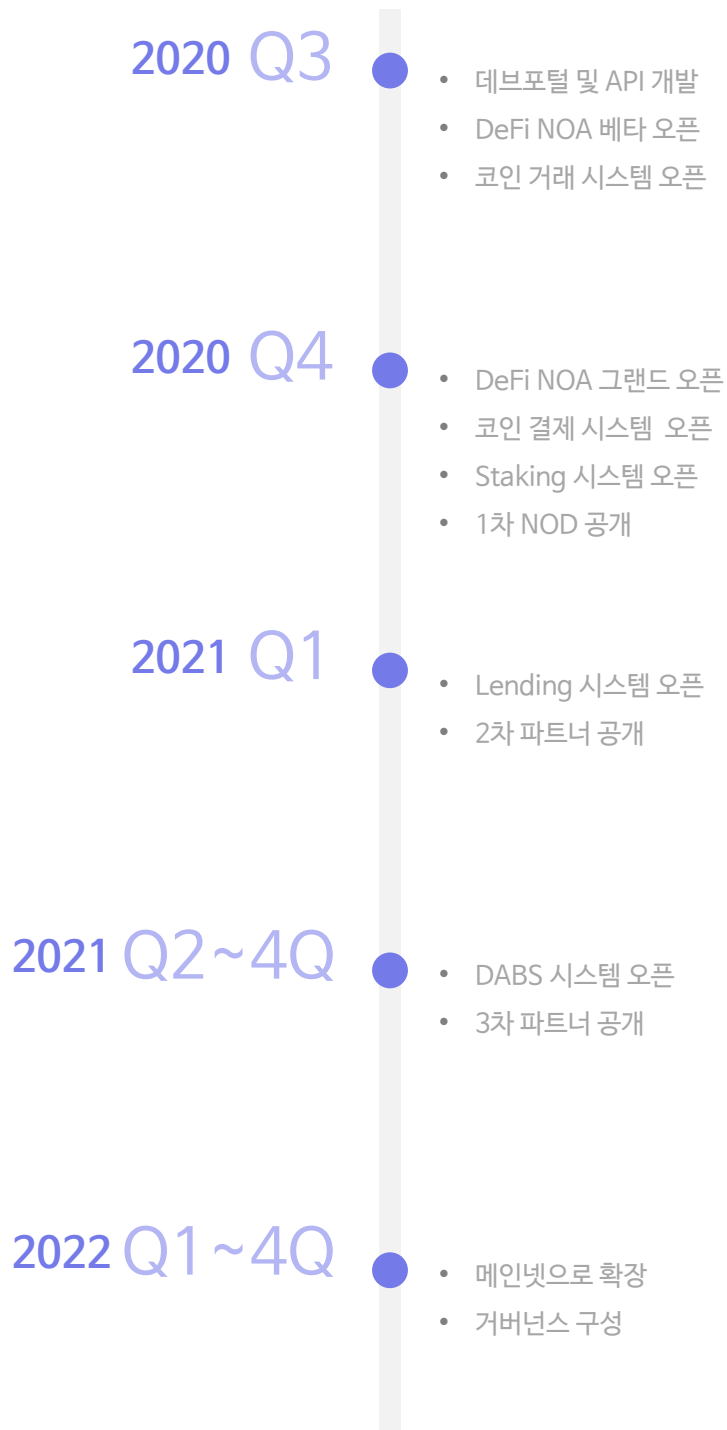 2020 Q3
• 데브포털 및 API 개발
• DeFi NOA 베타 오픈
• 코인 거래 시스템 오픈
2020 Q4
• DeFi NOA 그랜드 오픈
• 코인 결제 시스템 오픈
• Staking 시스템 오픈
• 1차 NOD 공개
2021 Q1
• Lending 시스템 오픈
• 2차 파트너 공개
2021 Q2~4Q
• DABS 시스템 오픈
• 3차 파트너 공개
2022 Q1~4Q
• 메인넷으로 확장
• 거버넌스 구성